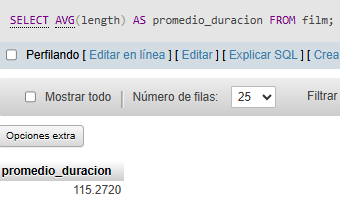 SELECT AVG(length) AS promedio_duracion FROM film;
Perfilando [ Editar en línea ] [ Editar ] [ Explicar SQL ] [ Crea
Mostrar todo Número de filas: 25 Filtrar
Opciones extra
promedio_duracion
115.2720